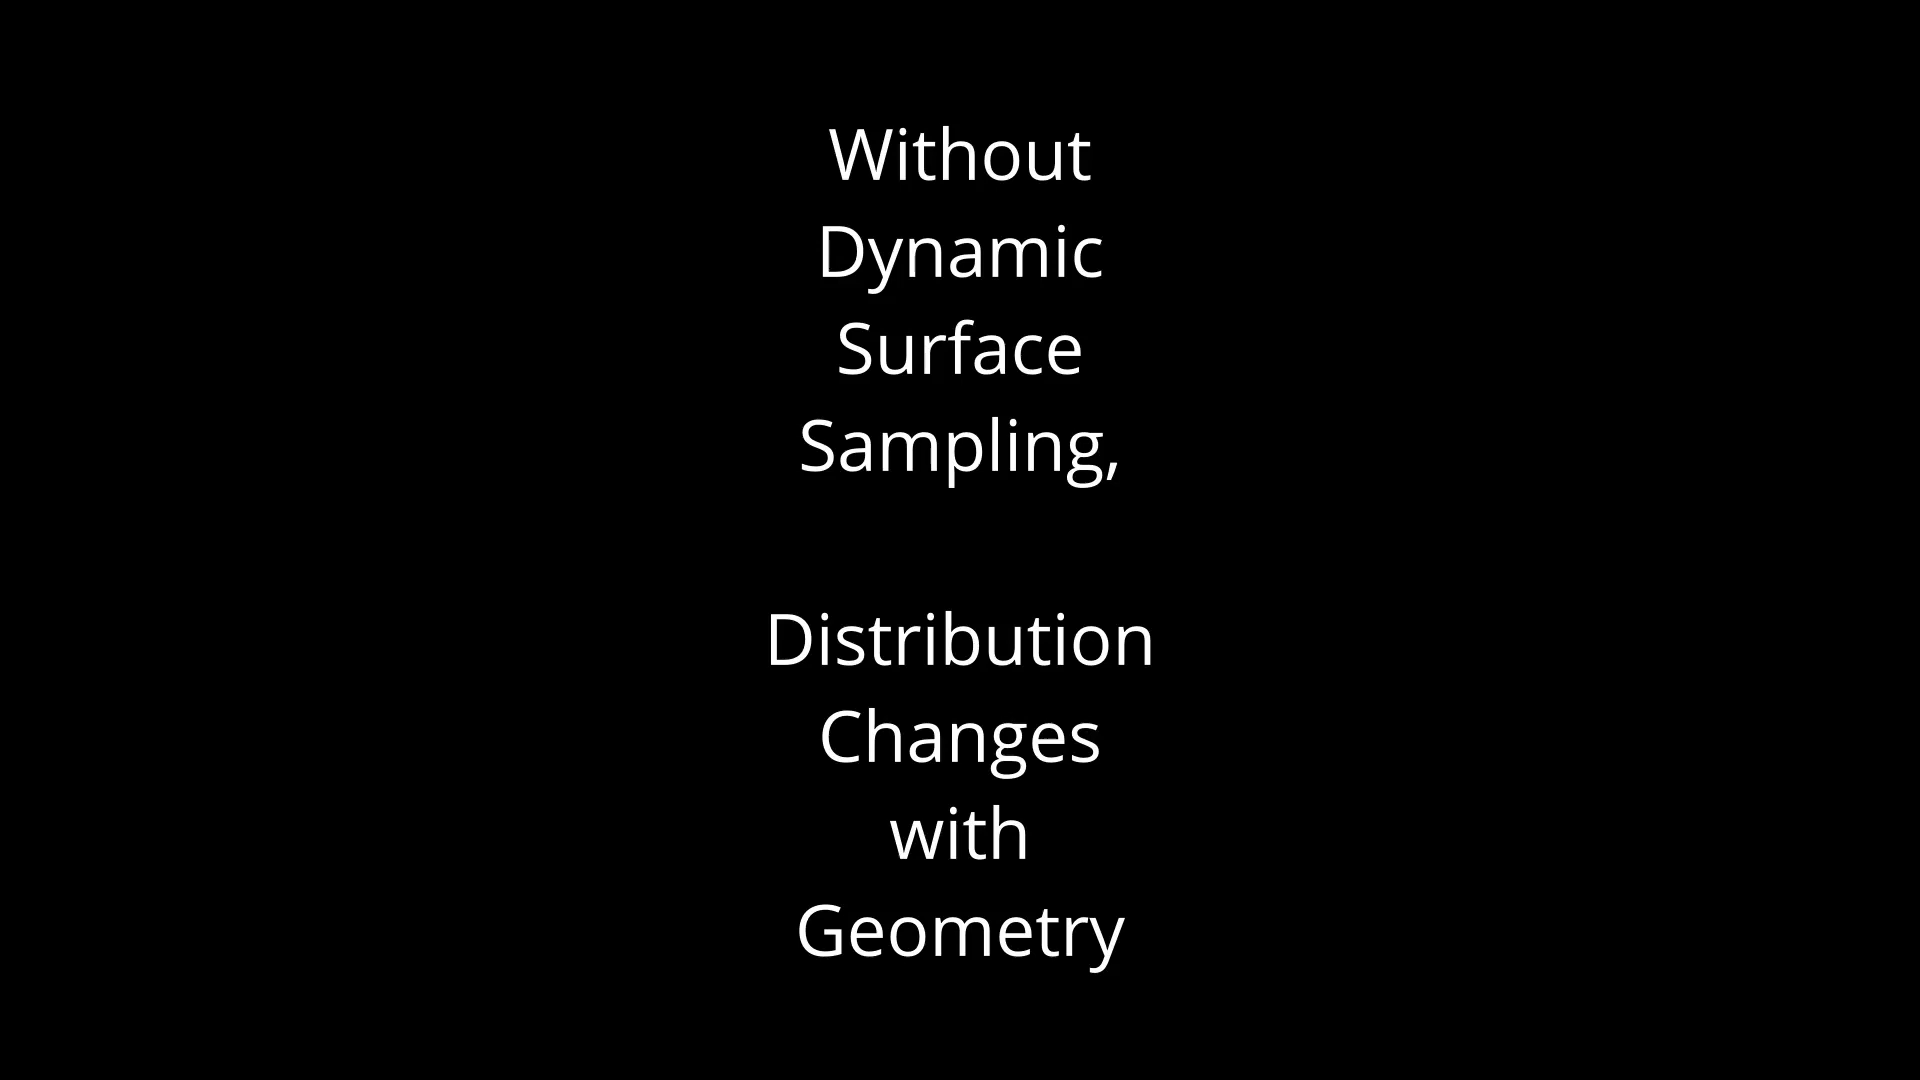 Without
Dynamic
Surface
Sampling,
Distribution
Changes
with
Geometry